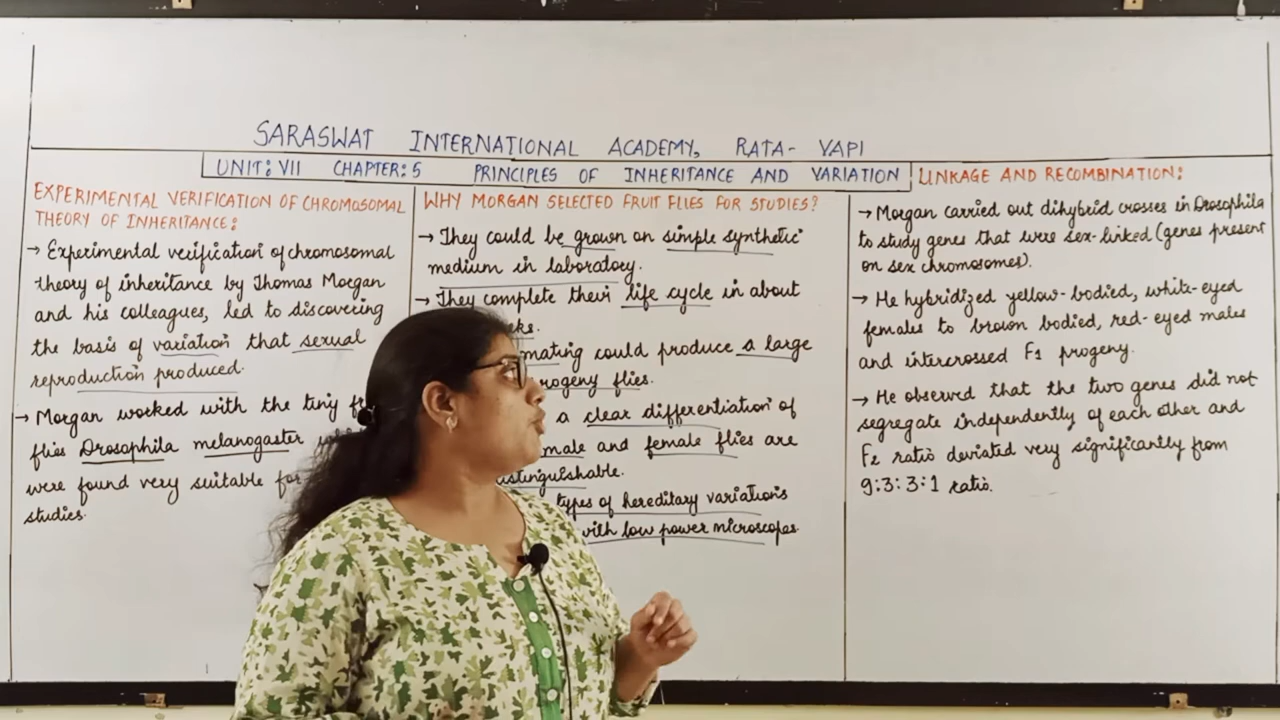 SARASWAT INTERNATIONAL ACADEMY, RATA- VAPI
UNIT: VII CHAPTER: 5 PRINCIPLES OF INHERITANCE AND VARIATION
EXPERIMENTAL VERIFICATION OF CHROMOSOMAL
THEORY OF INHERITANCE:
→ Experimental verification of chromosomal
theory of inheritance by Thomas Morgan
and his colleagues, led to discovering
the basis of variation that sexual
reproduction produced.
→ Morgan worked with the tiny
flies Drosophila melanogaster
were found very suitable for
studies.
WHY MORGAN SELECTED FRUIT FLIES FOR STUDIES?
→ They could be grown on simple synthetic
medium in laboratory.
→ They complete their life cycle in about
mating could produce a large
progeny flies.
a clear differentiation of
male and female flies are
types of hereditary variations
with low power microscopes.
LINKAGE AND RECOMBINATION:
→ Morgan carried out dihybrid crosses in Drosophila
to study genes that were sex-linked (genes present
on sex chromosomes).
→ He hybridized yellow-bodied, white-eyed
females to brown bodied, red-eyed males
and intercrossed F1 progeny.
→ He observed that the two genes did not
segregate independently of each other and
F2 ratio deviated very significantly from
9:3:3:1 ratio.